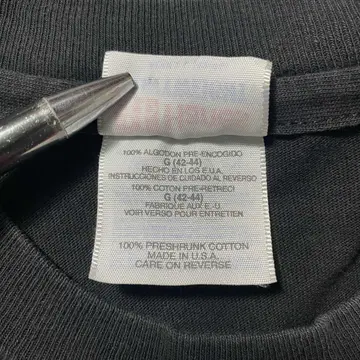 100% ALGODON PRE-ENCOGIDO
G (42-44)
HECHO EN LOS E.U.A.
INSTRUCCIONES DE CUIDADO AL REVERSO
100% COTON PRE-RETRECI
G (42-44)
FABRIQUE AUX E.-U.
VOIR VERSO POUR ENTRETIEN
100% PRESHRUNK COTTON
MADE IN U.S.A.
CARE ON REVERSE